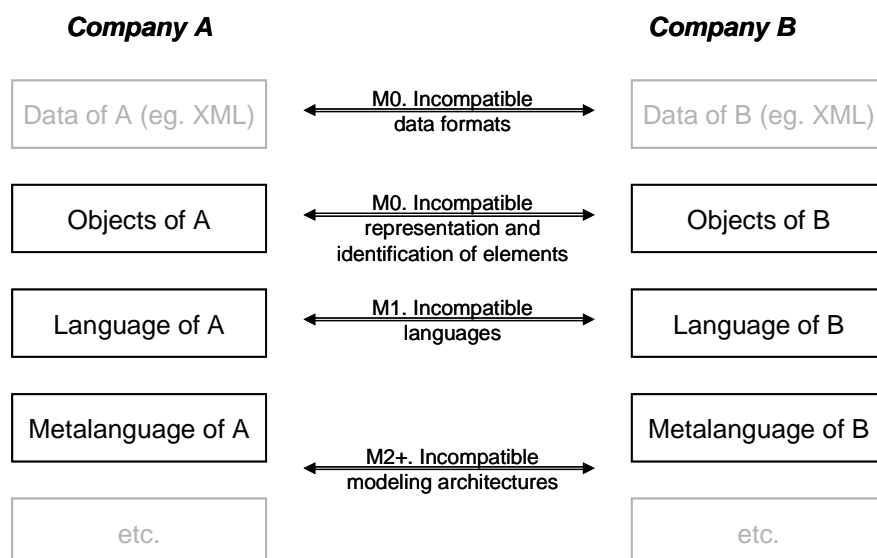 Company A
Company B
Data of A (eg. XML)
M0. Incompatible
data formats
Data of B (eg. XML)
Objects of A
M0. Incompatible
representation and
identification of elements
Objects of B
Language of A
M1. Incompatible
languages
Language of B
Metalanguage of A
M2+. Incompatible
modeling architectures
Metalanguage of B
etc.
etc.